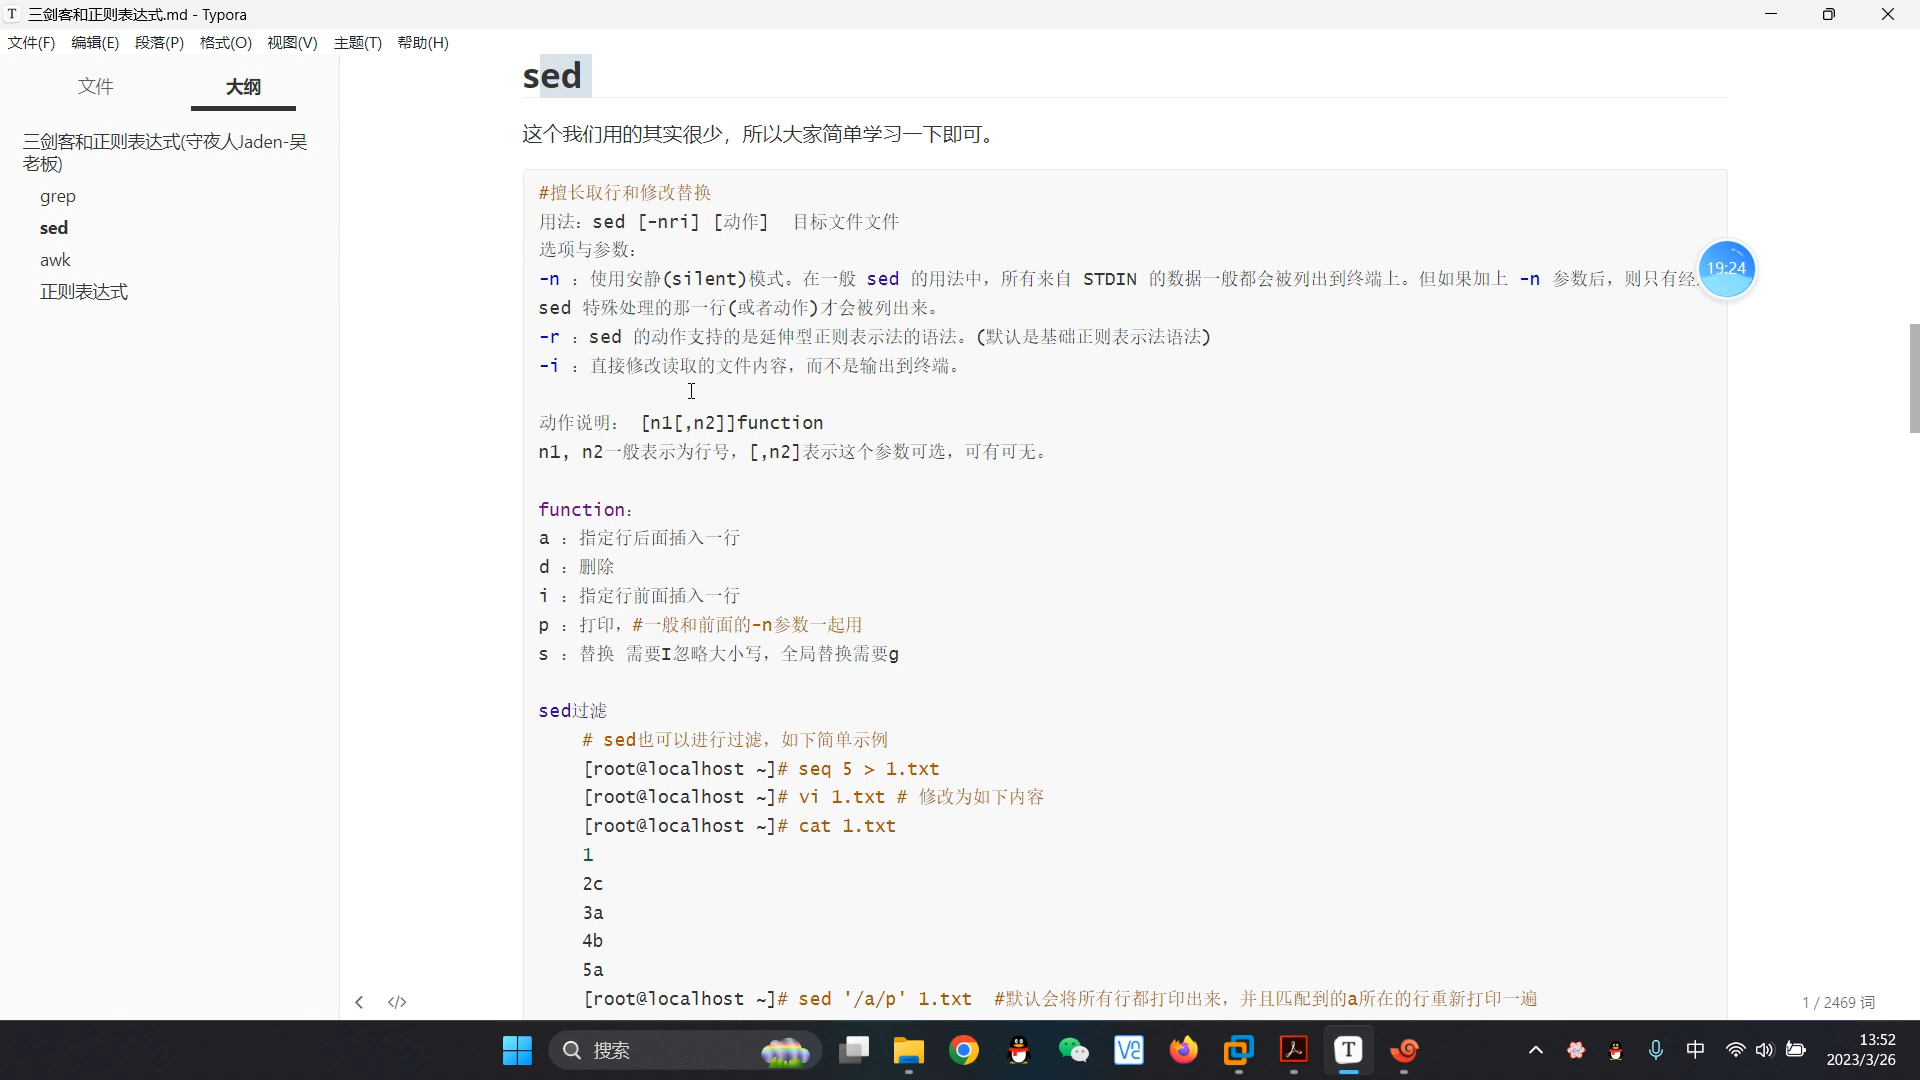 三剑客和正则表达式.md - Typora
文件(F) 编辑(E) 段落(P) 格式(O) 视图(V) 主题(T) 帮助(H)
文件 大纲
三剑客和正则表达式(守夜人Jaden-吴
老板)
grep
sed
awk
正则表达式
sed
这个我们用的其实很少，所以大家简单学习一下即可。
#擅长取行和修改替换
用法：sed [-nri] [动作]  目标文件文件
选项与参数：
-n ：使用安静(silent)模式。在一般 sed 的用法中，所有来自 STDIN 的数据一般都会被列出到终端上。但如果加上 -n 参数后，则只有经
sed 特殊处理的那一行(或者动作)才会被列出来。
-r ：sed 的动作支持的是延伸型正则表示法的语法。(默认是基础正则表示法语法)
-i ：直接修改读取的文件内容，而不是输出到终端。
动作说明： [n1[,n2]]function
n1, n2一般表示为行号，[,n2]表示这个参数可选，可有可无。
function：
a ：指定行后面插入一行
d ：删除
i ：指定行前面插入一行
p ：打印，#一般和前面的-n参数一起用
s ：替换 需要I忽略大小写，全局替换需要g
sed过滤
# sed也可以进行过滤，如下简单示例
[root@localhost ~]# seq 5 > 1.txt
[root@localhost ~]# vi 1.txt # 修改为如下内容
[root@localhost ~]# cat 1.txt
1
2c
3a
4b
5a
[root@localhost ~]# sed '/a/p' 1.txt  #默认会将所有行都打印出来，并且匹配到的a所在的行重新打印一遍
19:24
1 / 2469 词
搜索
中
13:52
2023/3/26